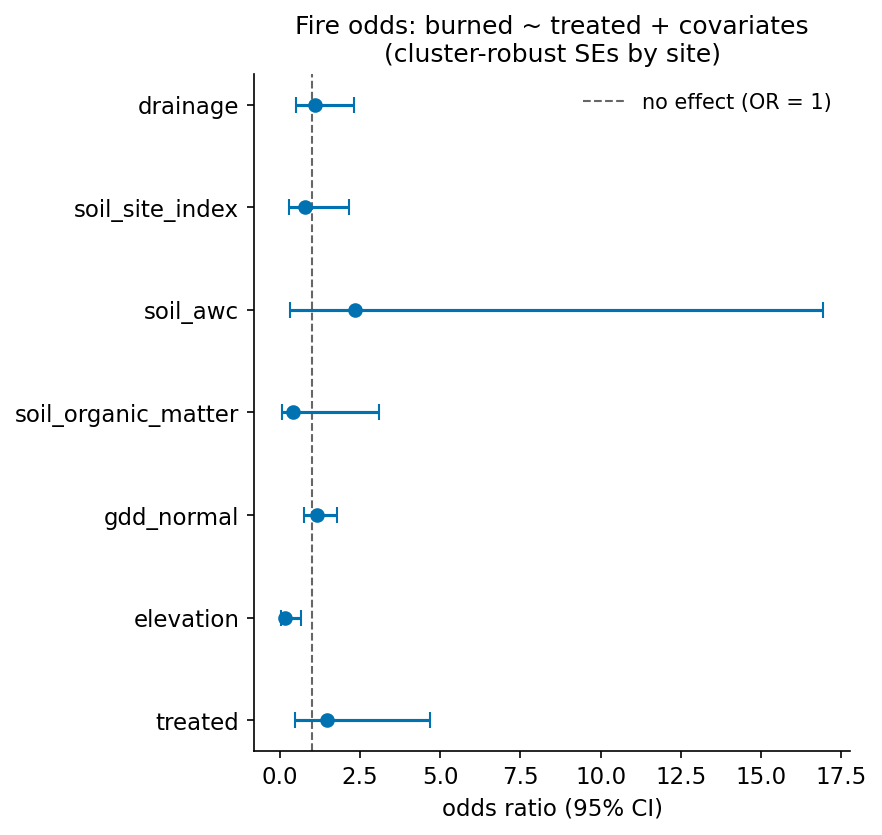 Fire odds: burned ~ treated + covariates
(cluster-robust SEs by site)
no effect (OR = 1)
drainage
soil_site_index
soil_awc
soil_organic_matter
gdd_normal
elevation
treated
0.0 2.5 5.0 7.5 10.0 12.5 15.0 17.5
odds ratio (95% CI)